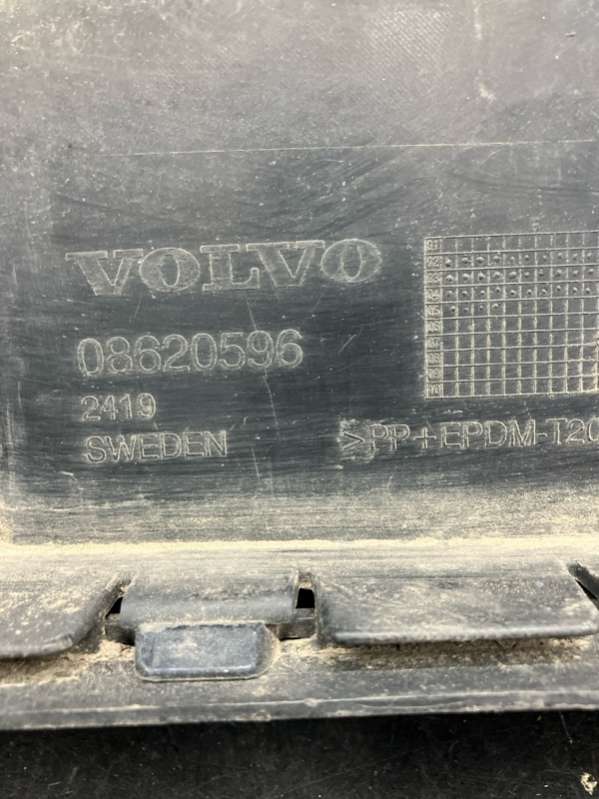 VOLVO
08620596
2419
SWEDEN
>PP+EPDM-T20